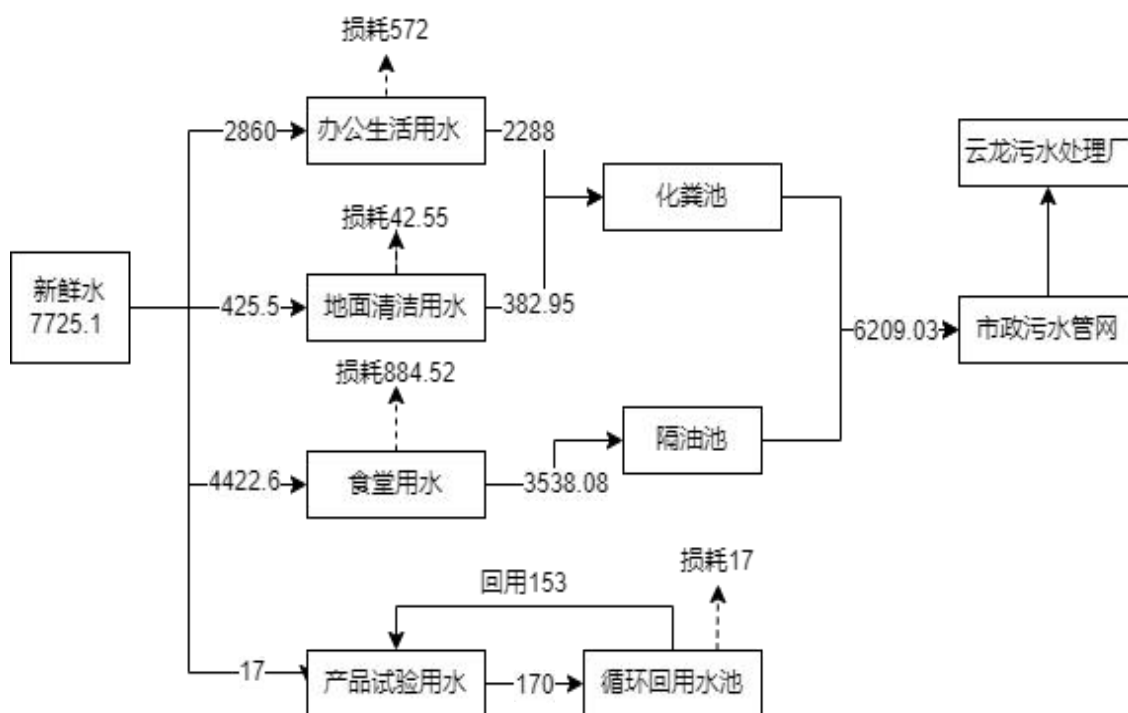 损耗572
2860
办公生活用水
2288
云龙污水处理厂
化粪池
损耗42.55
新鲜水
7725.1
425.5
地面清洁用水
382.95
6209.03
市政污水管网
损耗884.52
隔油池
4422.6
食堂用水
3538.08
损耗17
回用153
17
产品试验用水
170
循环回用水池